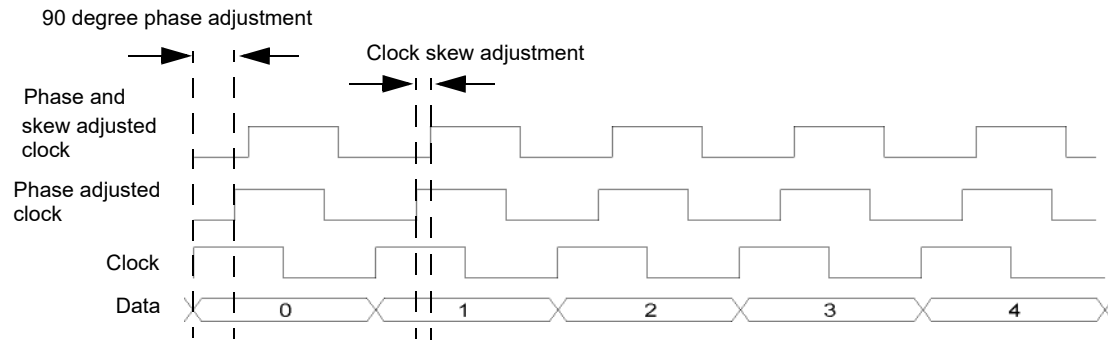 90 degree phase adjustment
Clock skew adjustment
Phase and
skew adjusted
clock
Phase adjusted
clock
Clock
Data
0 1 2 3 4